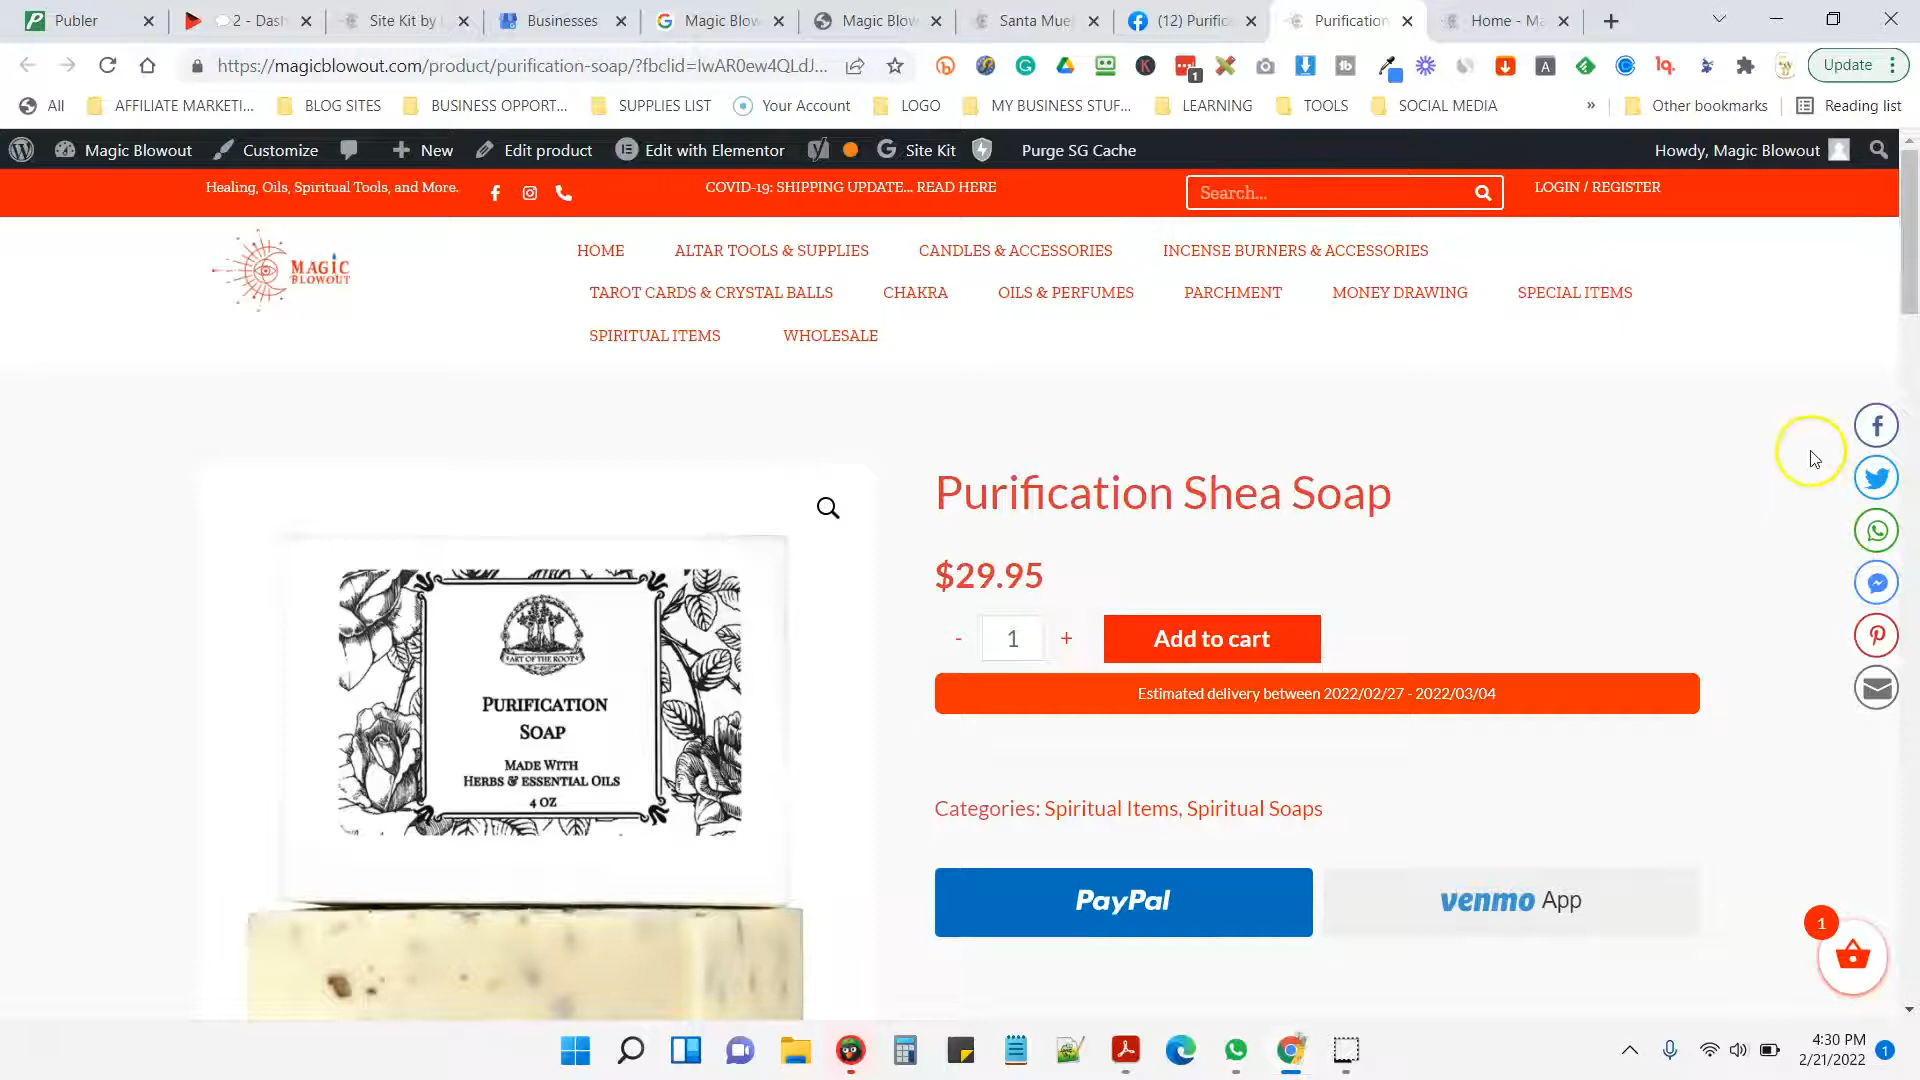 Publer
2 - Dash
Site Kit by
Businesses
Magic Blow
Magic Blow
Santa Mue
(12) Purific
Purification
Home - Ma
https://magicblowout.com/product/purification-soap/?fbclid=IwAR0ew4QLdJ...
Update
All
AFFILIATE MARKETI...
BLOG SITES
BUSINESS OPPORT...
SUPPLIES LIST
Your Account
LOGO
MY BUSINESS STUF...
LEARNING
TOOLS
SOCIAL MEDIA
»
Other bookmarks
Reading list
Magic Blowout
Customize
New
Edit product
Edit with Elementor
Site Kit
Purge SG Cache
Howdy, Magic Blowout
Healing, Oils, Spiritual Tools, and More.
COVID-19: SHIPPING UPDATE... READ HERE
Search...
LOGIN / REGISTER
MAGIC
BLOWOUT
HOME
ALTAR TOOLS & SUPPLIES
CANDLES & ACCESSORIES
INCENSE BURNERS & ACCESSORIES
TAROT CARDS & CRYSTAL BALLS
CHAKRA
OILS & PERFUMES
PARCHMENT
MONEY DRAWING
SPECIAL ITEMS
SPIRITUAL ITEMS
WHOLESALE
Purification Shea Soap
$29.95
- 1 +
Add to cart
Estimated delivery between 2022/02/27 - 2022/03/04
Categories: Spiritual Items, Spiritual Soaps
PayPal
venmo App
ART OF THE ROOT
PURIFICATION
SOAP
MADE WITH
HERBS & ESSENTIAL OILS
4 OZ
1
4:30 PM
2/21/2022
1